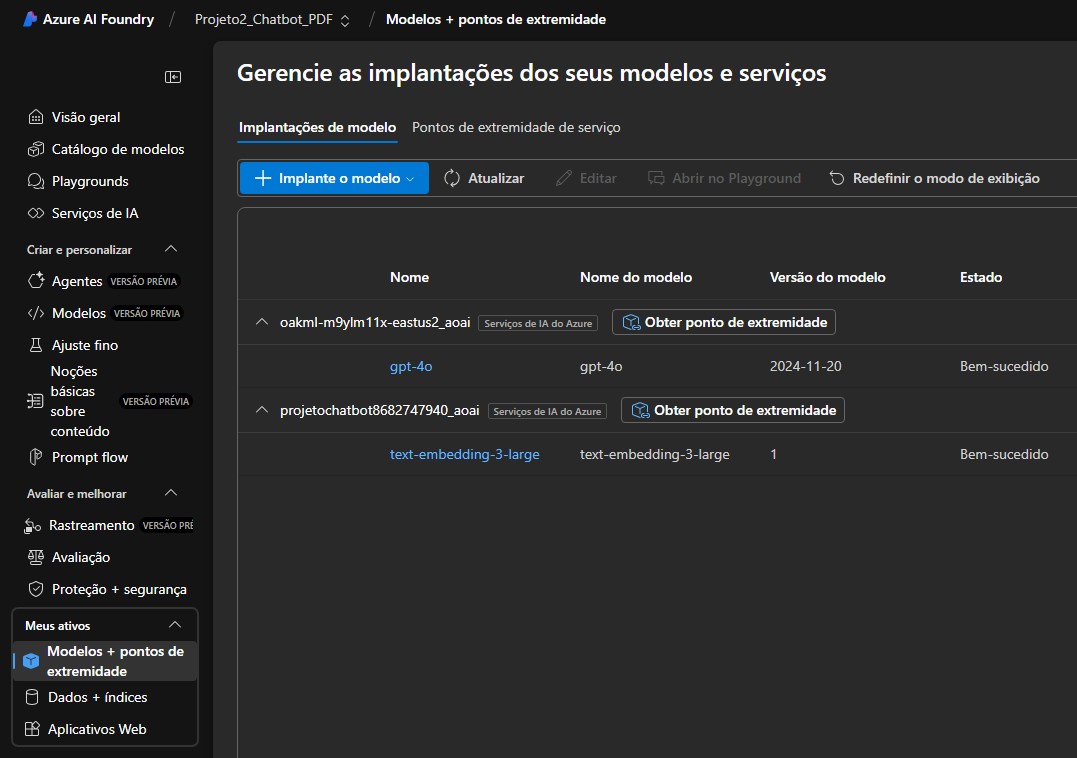 Azure AI Foundry / Projeto2_Chatbot_PDF / Modelos + pontos de extremidade
Visão geral
Catálogo de modelos
Playgrounds
Serviços de IA
Criar e personalizar
Agentes VERSÃO PRÉVIA
Modelos VERSÃO PRÉVIA
Ajuste fino
Noções
básicas
sobre
conteúdo
VERSÃO PRÉVIA
Prompt flow
Avaliar e melhorar
Rastreamento VERSÃO PRÉ
Avaliação
Proteção + segurança
Meus ativos
Modelos + pontos de
extremidade
Dados + índices
Aplicativos Web
Gerencie as implantações dos seus modelos e serviços
Implantações de modelo Pontos de extremidade de serviço
Implante o modelo Atualizar Editar Abrir no Playground Redefinir o modo de exibição
Nome Nome do modelo Versão do modelo Estado
oakml-m9ylm11x-eastus2_aoai Serviços de IA do Azure Obter ponto de extremidade
gpt-4o gpt-4o 2024-11-20 Bem-sucedido
projetochatbot8682747940_aoai Serviços de IA do Azure Obter ponto de extremidade
text-embedding-3-large text-embedding-3-large 1 Bem-sucedido